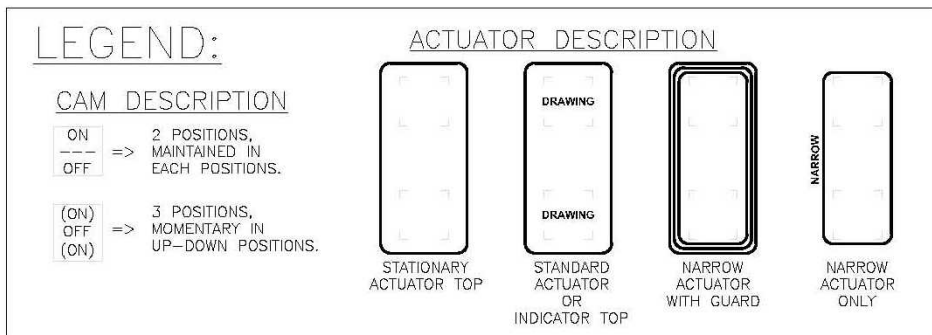 LEGEND:
CAM DESCRIPTION
ON
---
OFF
=>
2 POSITIONS,
MAINTAINED IN
EACH POSITIONS.
(ON)
OFF
(ON)
=>
3 POSITIONS,
MOMENTARY IN
UP-DOWN POSITIONS.
ACTUATOR DESCRIPTION
STATIONARY
ACTUATOR TOP
DRAWING
DRAWING
STANDARD
ACTUATOR
OR
INDICATOR TOP
NARROW
ACTUATOR
WITH GUARD
NARROW
NARROW
ACTUATOR
ONLY